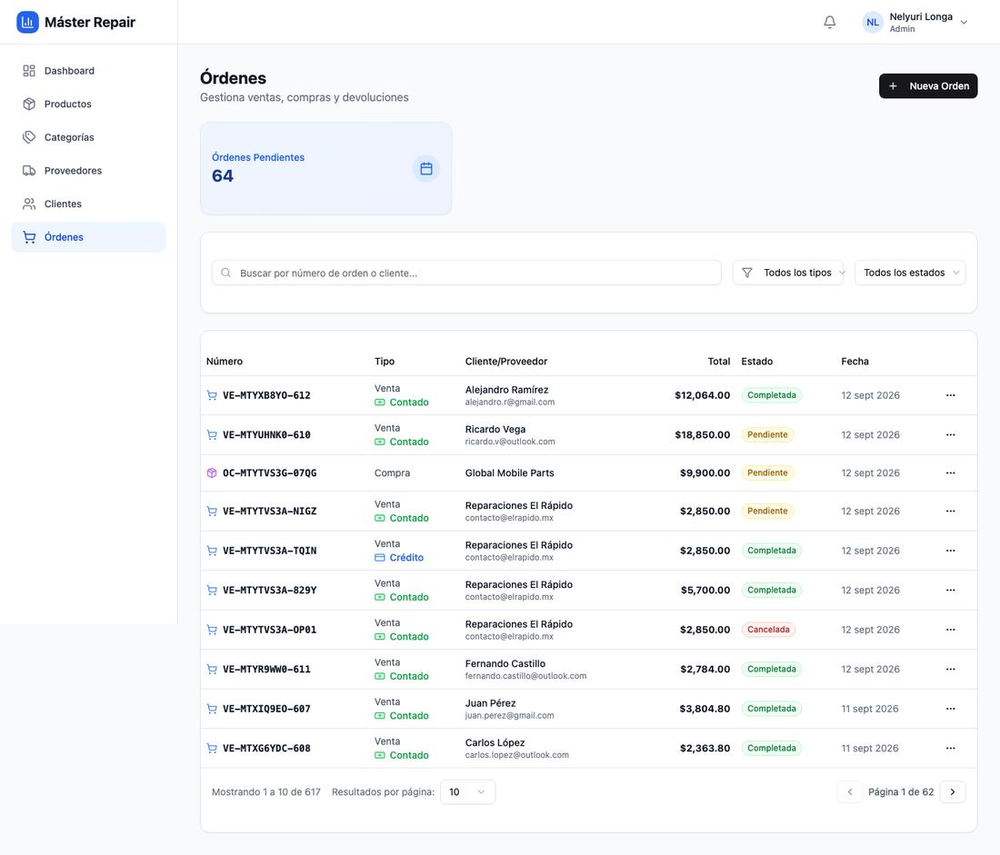 Máster Repair
NL
Nelyuri Longa
Admin
Dashboard
Productos
Categorías
Proveedores
Clientes
Órdenes
Órdenes
Gestiona ventas, compras y devoluciones
Nueva Orden
Órdenes Pendientes
64
Buscar por número de orden o cliente...
Todos los tipos
Todos los estados
Número Tipo Cliente/Proveedor Total Estado Fecha
VE-MTYXB8YO-612 Venta Contado Alejandro Ramírez alejandro.r@gmail.com $12,064.00 Completada 12 sept 2026
VE-MTYUHNK0-610 Venta Contado Ricardo Vega ricardo.v@outlook.com $18,850.00 Pendiente 12 sept 2026
OC-MTYTVS3G-07QG Compra Global Mobile Parts $9,900.00 Pendiente 12 sept 2026
VE-MTYTVS3A-NIGZ Venta Contado Reparaciones El Rápido contacto@elrapido.mx $2,850.00 Pendiente 12 sept 2026
VE-MTYTVS3A-TQIN Venta Crédito Reparaciones El Rápido contacto@elrapido.mx $2,850.00 Completada 12 sept 2026
VE-MTYTVS3A-829Y Venta Contado Reparaciones El Rápido contacto@elrapido.mx $5,700.00 Completada 12 sept 2026
VE-MTYTVS3A-OP01 Venta Contado Reparaciones El Rápido contacto@elrapido.mx $2,850.00 Cancelada 12 sept 2026
VE-MTYR9WW0-611 Venta Contado Fernando Castillo fernando.castillo@outlook.com $2,784.00 Completada 12 sept 2026
VE-MTXIQ9EO-607 Venta Contado Juan Pérez juan.perez@gmail.com $3,804.80 Completada 11 sept 2026
VE-MTXG6YDC-608 Venta Contado Carlos López carlos.lopez@outlook.com $2,363.80 Completada 11 sept 2026
Mostrando 1 a 10 de 617 Resultados por página: 10 Página 1 de 62